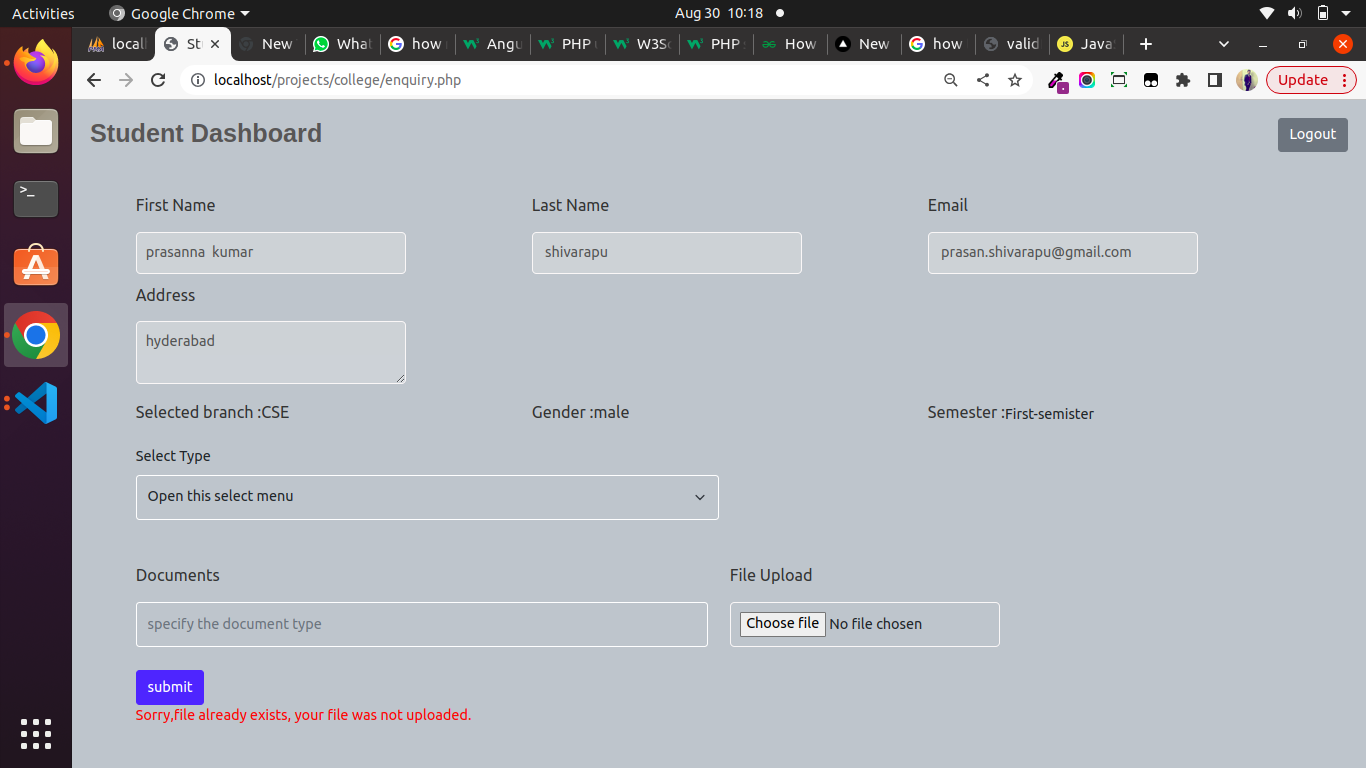 Activities Google Chrome Aug 30 10:18
locall St New What how Angu PHP W3Sc PHP How New how valid JS Java
localhost/projects/college/enquiry.php Update
Student Dashboard Logout
First Name Last Name Email
prasanna kumar shivarapu prasan.shivarapu@gmail.com
Address
hyderabad
Selected branch :CSE Gender :male Semester :First-semister
Select Type
Open this select menu
Documents File Upload
specify the document type Choose file No file chosen
submit
Sorry,file already exists, your file was not uploaded.